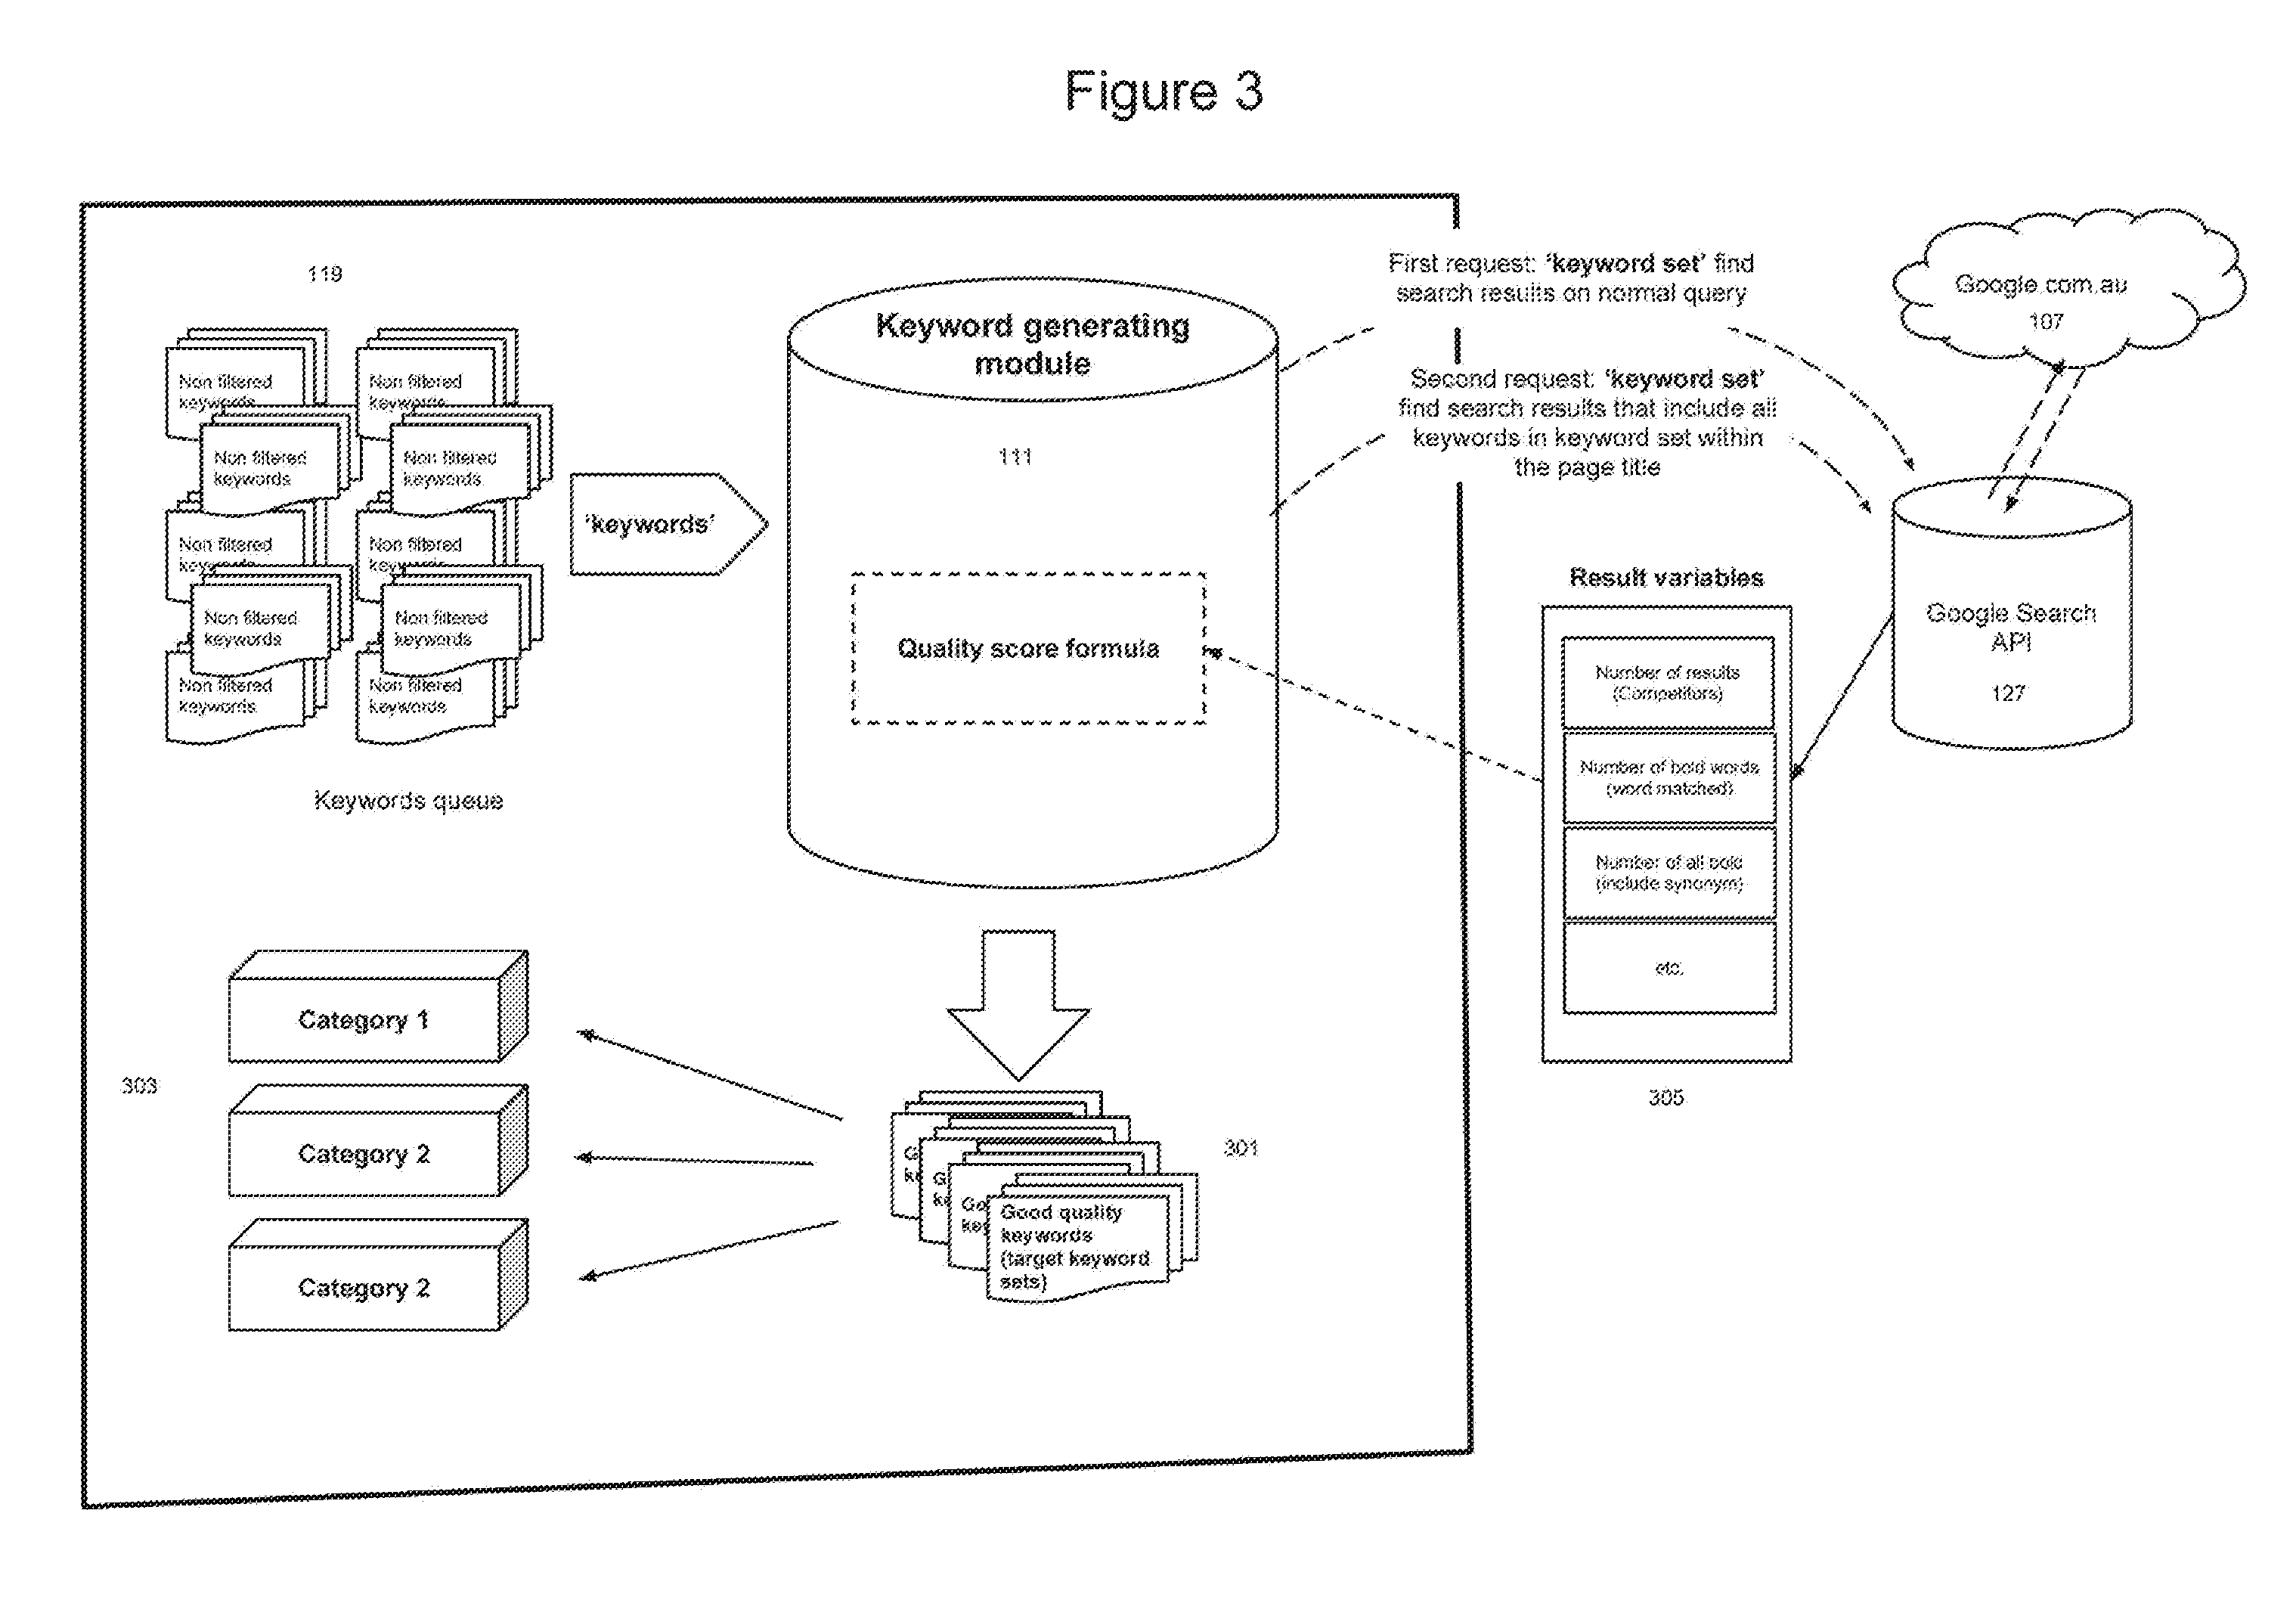 Figure 3
119
Non filtered
keywords
Non filtered
keywords
Non filtered
keywords
Non filtered
keywords
Non filtered
keywords
Non filtered
keywords
Non filtered
keywords
Non filtered
keywords
Non filtered
keywords
Non filtered
keywords
Keywords queue
'keywords'
Keyword generating
module
111
Quality score formula
First request: 'keyword set' find
search results on normal query
Second request: 'keyword set'
find search results that include all
keywords in keyword set within
the page title
Google.com.au
107
Google Search
API
127
Result variables
Number of results
(Competitors)
Number of bold words
(word matched)
Number of all bold
(include synonym)
etc.
305
303
Category 1
Category 2
Category 2
G
ke
G
ke
Go
key
Good quality
keywords
(target keyword
sets)
301